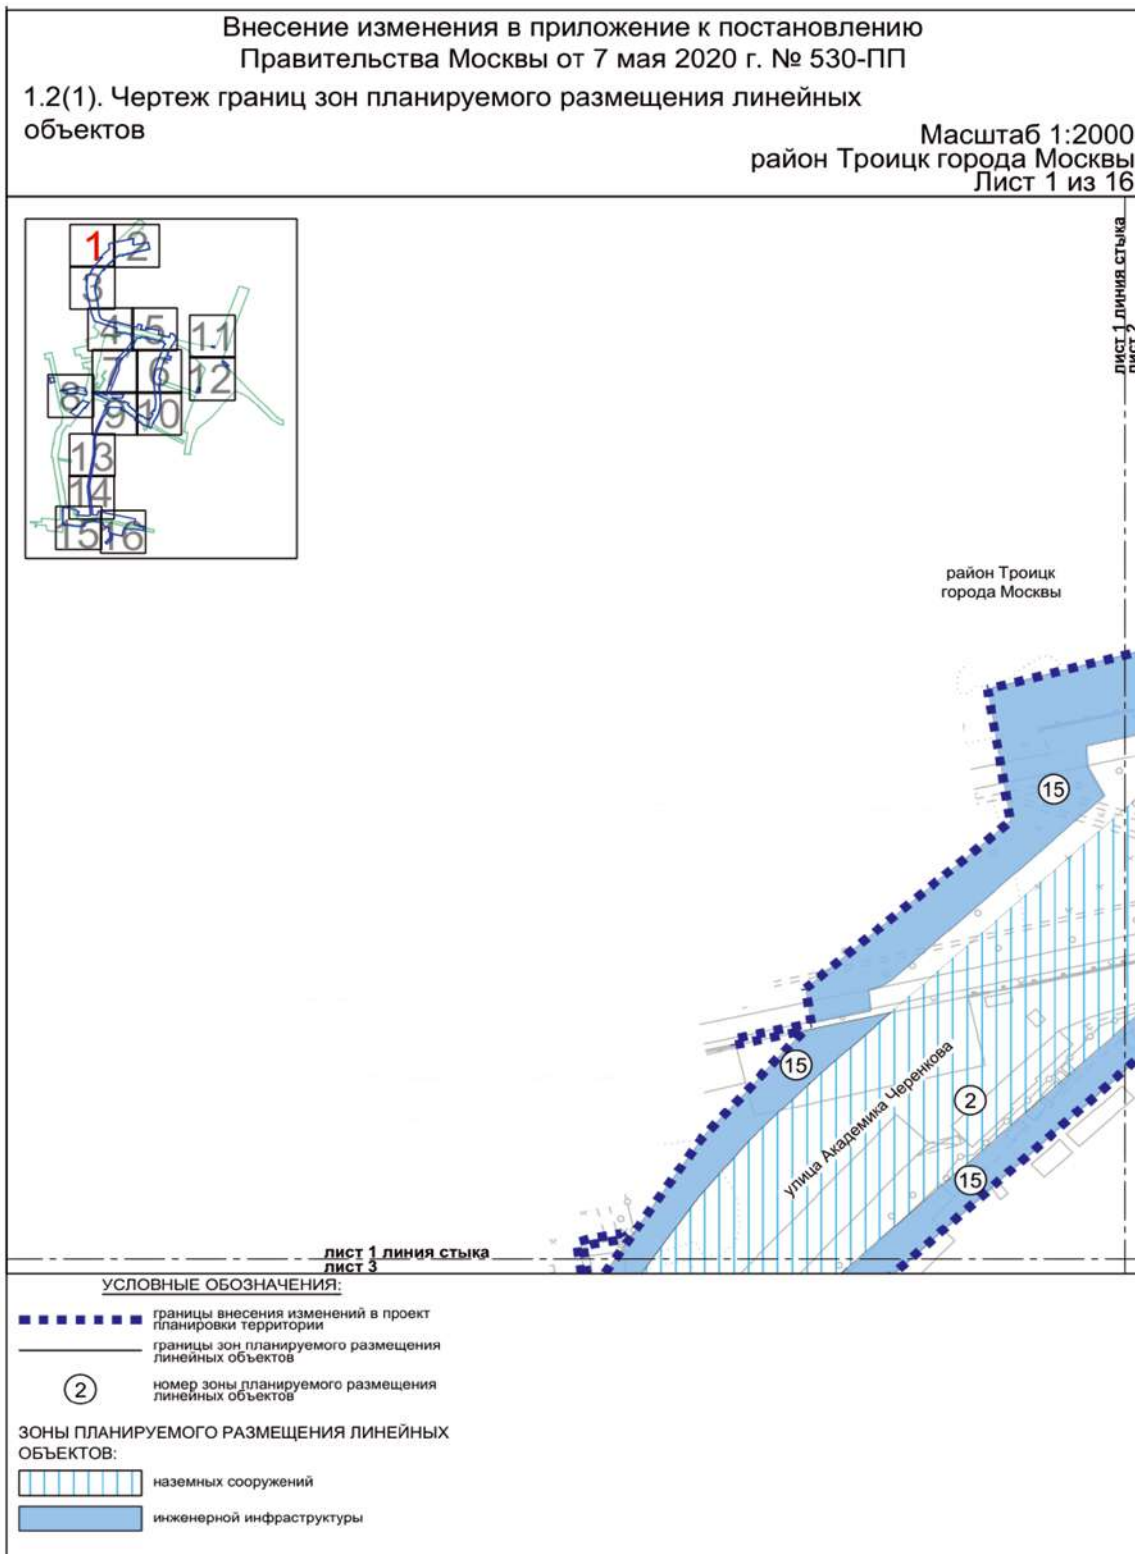 Внесение изменения в приложение к постановлению
Правительства Москвы от 7 мая 2020 г. № 530-ПП
1.2(1). Чертеж границ зон планируемого размещения линейных
объектов
Масштаб 1:2000
район Троицк города Москвы
Лист 1 из 16
1
2
3
4
5
11
7
6
12
8
9
10
13
14
15
16
лист 1 линия стыка
лист 2
район Троицк
города Москвы
15
15
улица Академика Черенкова
2
15
лист 1 линия стыка
лист 3
УСЛОВНЫЕ ОБОЗНАЧЕНИЯ:
границы внесения изменений в проект
планировки территории
границы зон планируемого размещения
линейных объектов
2
номер зоны планируемого размещения
линейных объектов
ЗОНЫ ПЛАНИРУЕМОГО РАЗМЕЩЕНИЯ ЛИНЕЙНЫХ
ОБЪЕКТОВ:
наземных сооружений
инженерной инфраструктуры